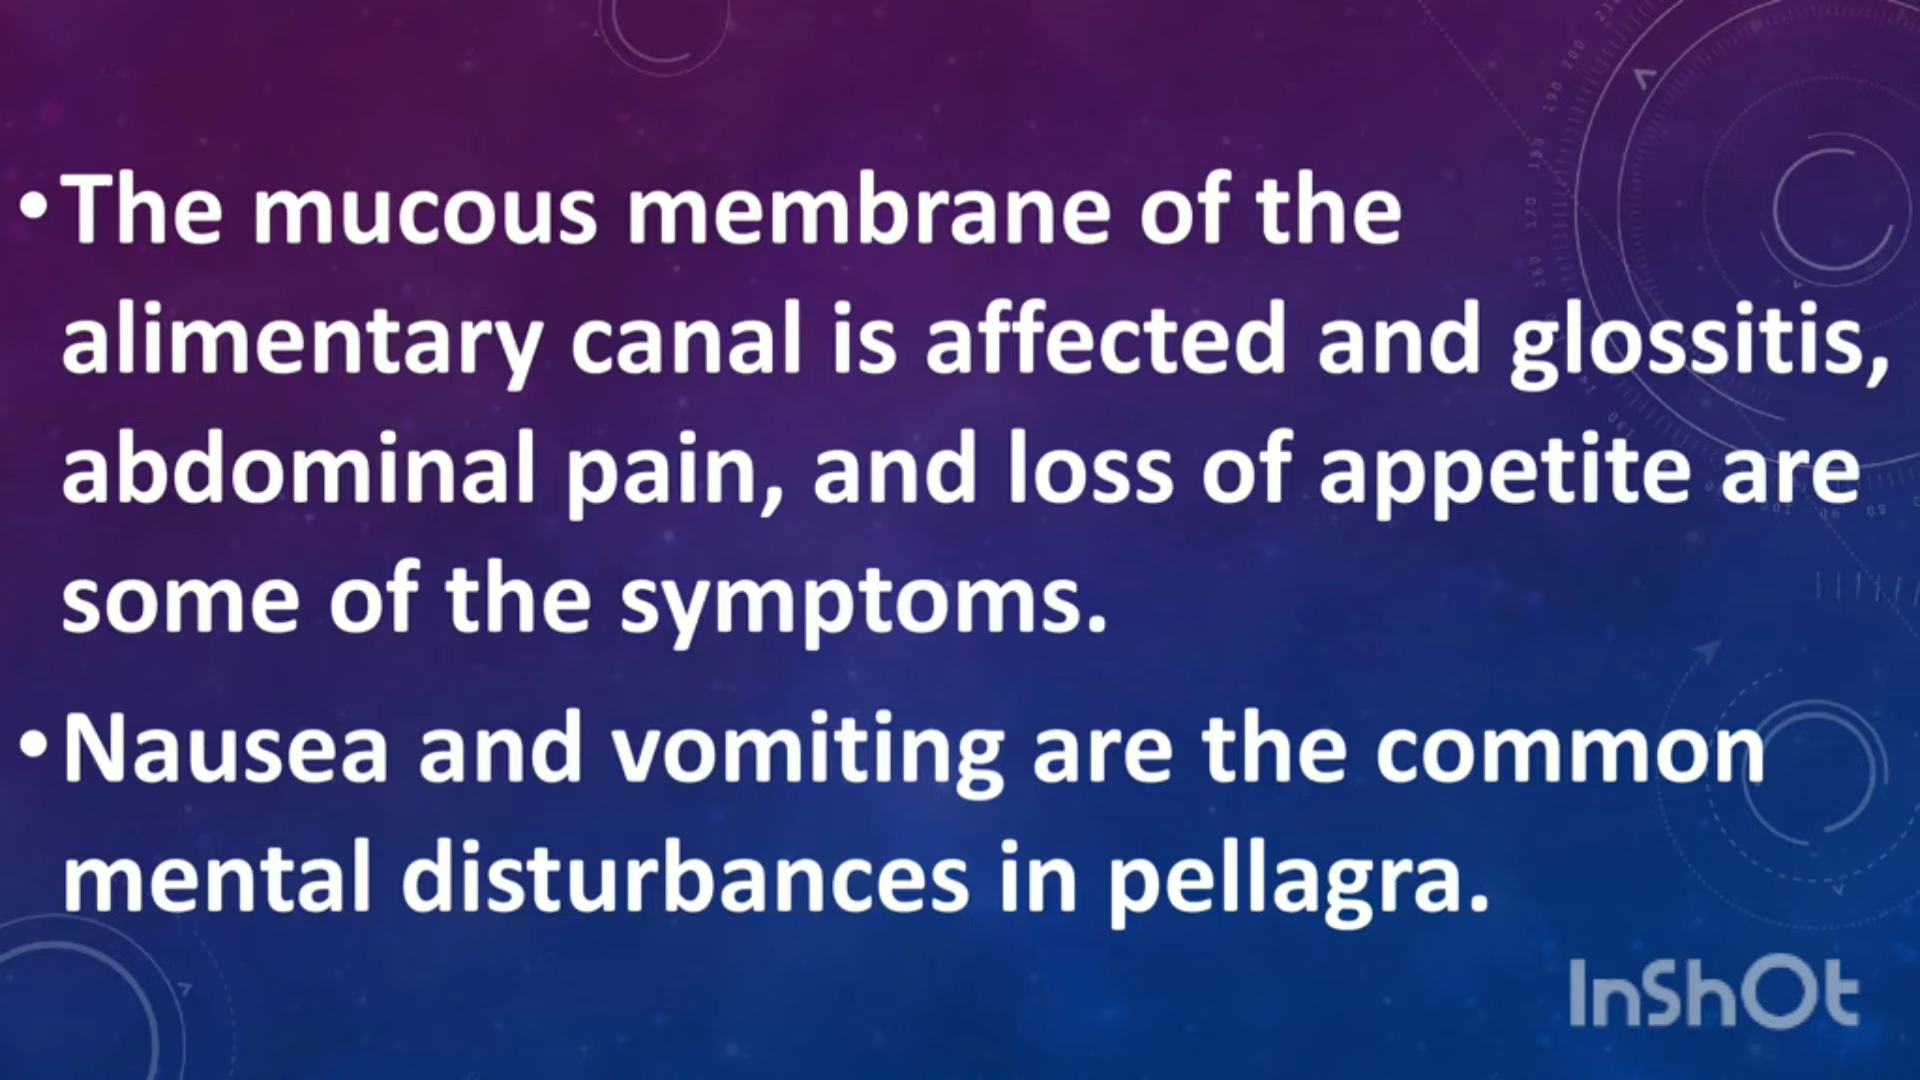 •The mucous membrane of the
alimentary canal is affected and glossitis,
abdominal pain, and loss of appetite are
some of the symptoms.
•Nausea and vomiting are the common
mental disturbances in pellagra.
InShOt